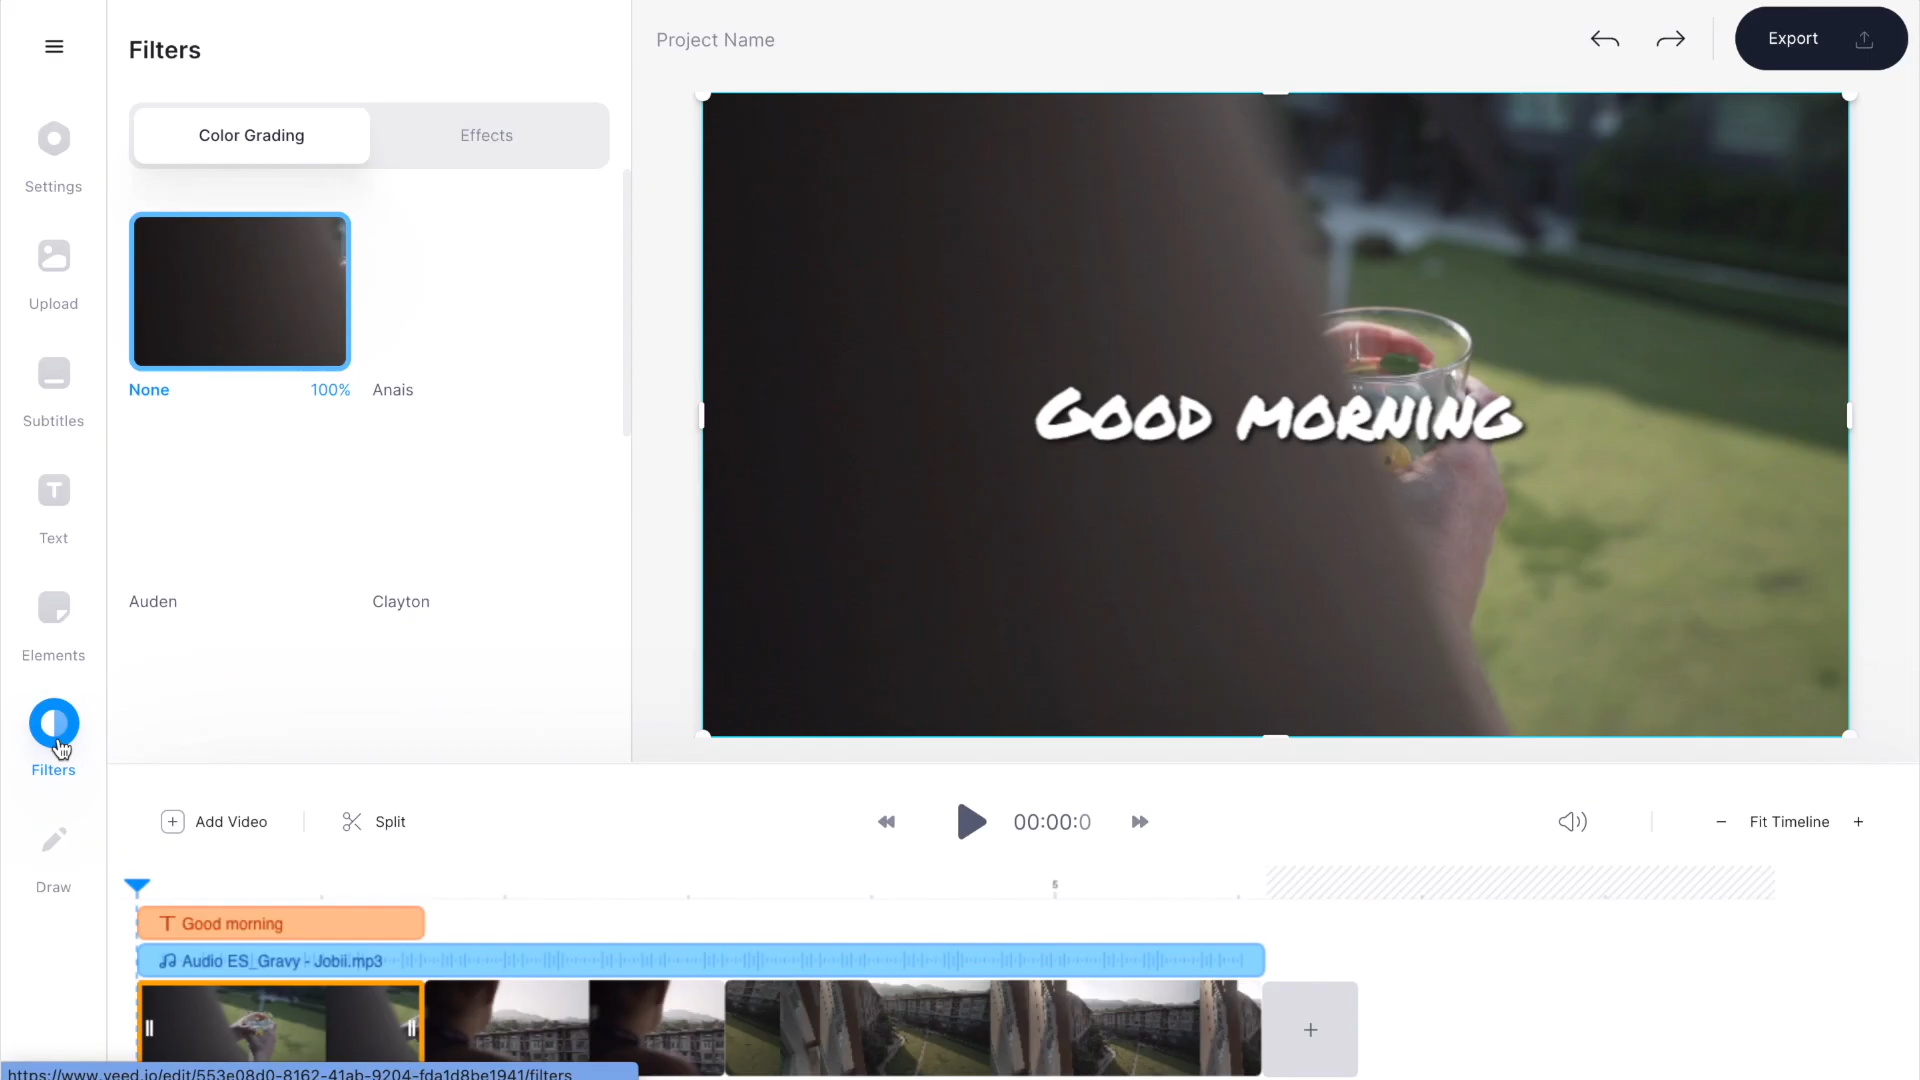 Filters
Project Name
Export
Color Grading
Effects
Settings
Upload
Subtitles
Text
Elements
Filters
Draw
None 100%
Anais
Auden
Clayton
Good morning
Add Video
Split
00:00:0
Fit Timeline
5
T Good morning
Audio ES_Gravy - Jobii.mp3
https://www.veed.io/edit/553e08d0-8162-41ab-9204-fda1d8be1941/filters